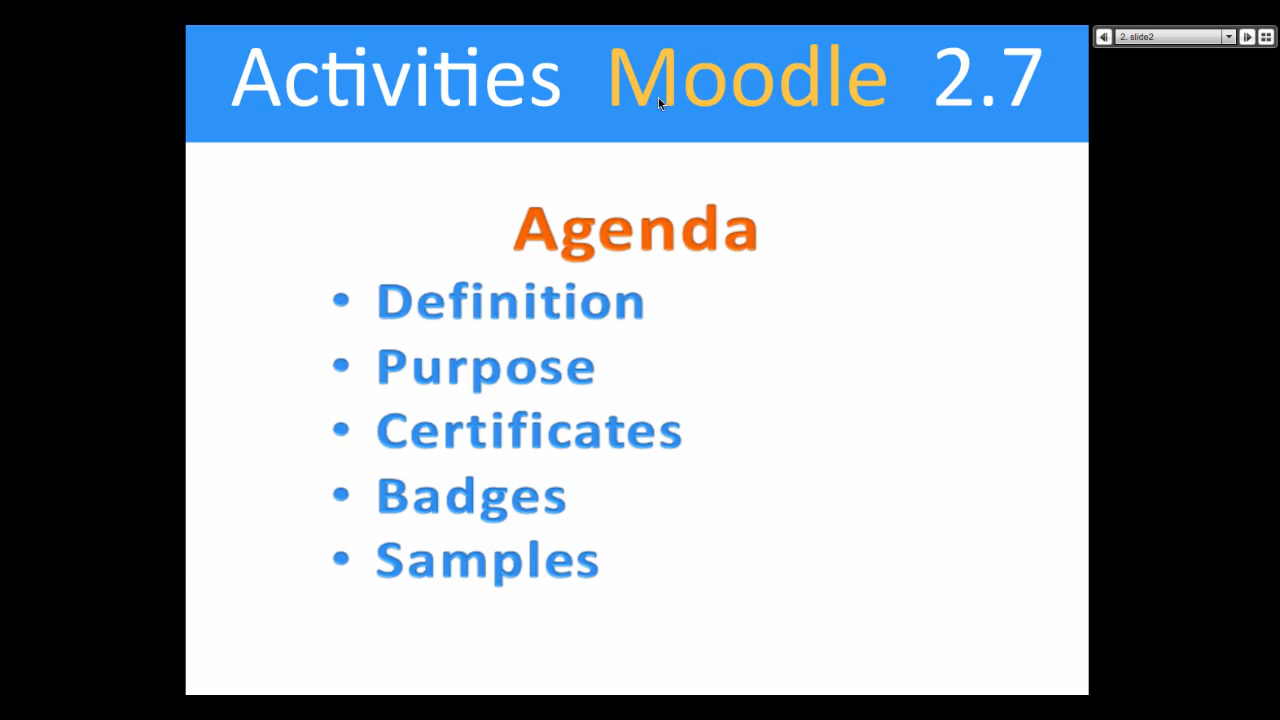 Activities Moodle 2.7
2. slide2
Agenda
• Definition
• Purpose
• Certificates
• Badges
• Samples